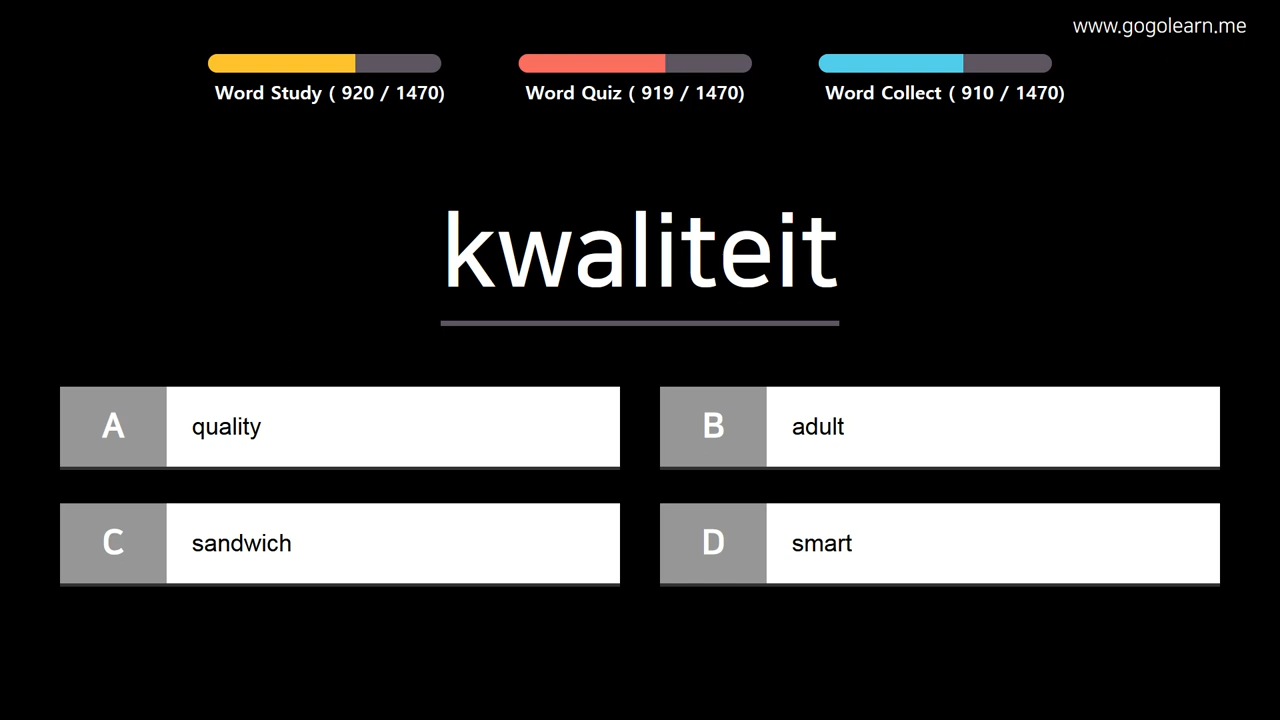 www.gogolearn.me
Word Study ( 920 / 1470)
Word Quiz ( 919 / 1470)
Word Collect ( 910 / 1470)
kwaliteit
A quality
B adult
C sandwich
D smart